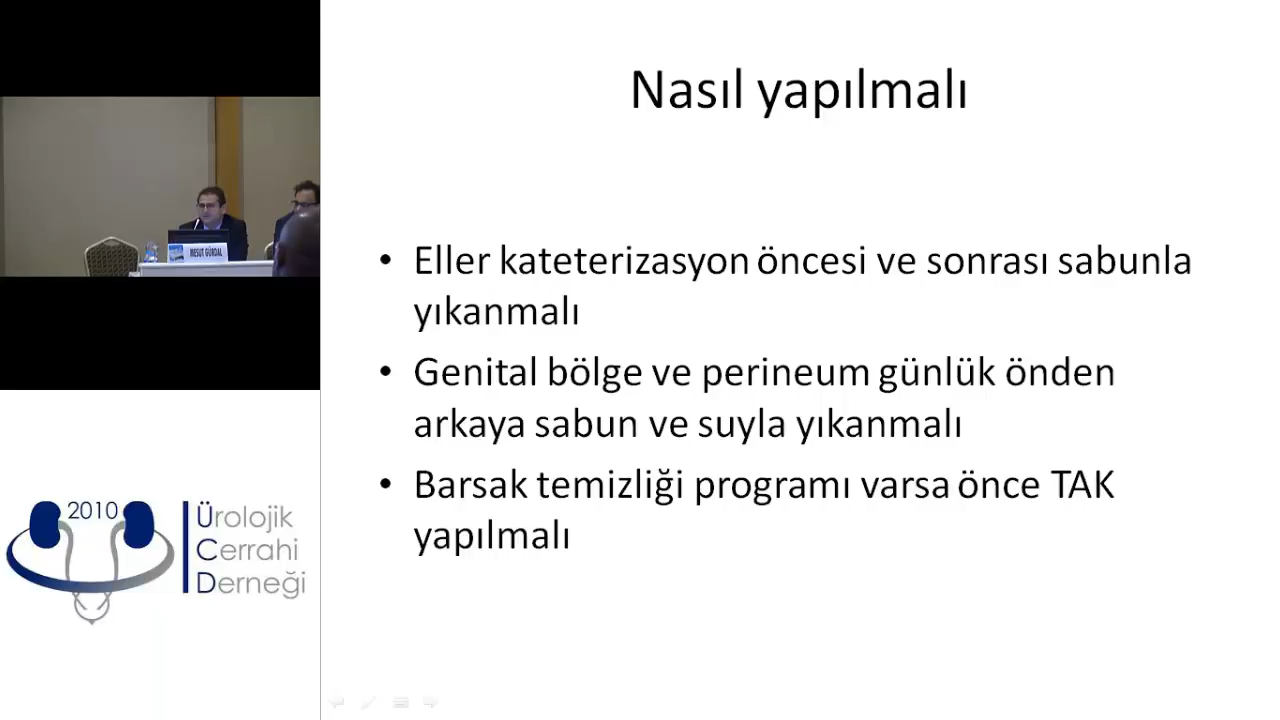 Nasıl yapılmalı
• Eller kateterizasyon öncesi ve sonrası sabunla
yıkanmalı
• Genital bölge ve perineum günlük önden
arkaya sabun ve suyla yıkanmalı
• Barsak temizliği programı varsa önce TAK
yapılmalı
MESUT GÜRDAL
2010
Ürolojik
Cerrahi
Derneği